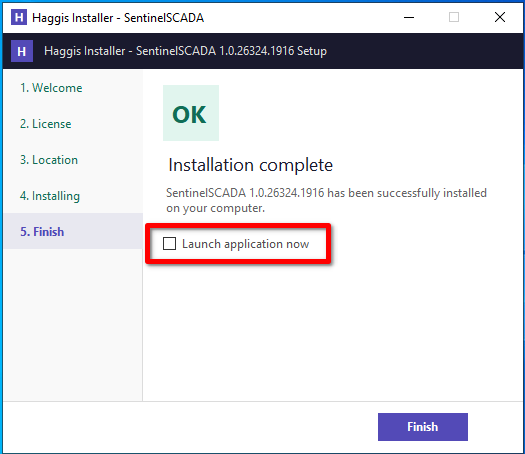 H Haggis Installer - SentinelSCADA
H Haggis Installer - SentinelSCADA 1.0.26324.1916 Setup
1. Welcome
2. License
3. Location
4. Installing
5. Finish
OK
Installation complete
SentinelSCADA 1.0.26324.1916 has been successfully installed
on your computer.
Launch application now
Finish